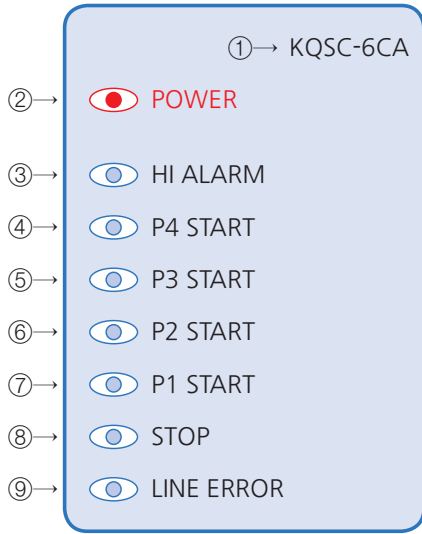 ①→ KQSC-6CA
②→ POWER
③→ HI ALARM
④→ P4 START
⑤→ P3 START
⑥→ P2 START
⑦→ P1 START
⑧→ STOP
⑨→ LINE ERROR